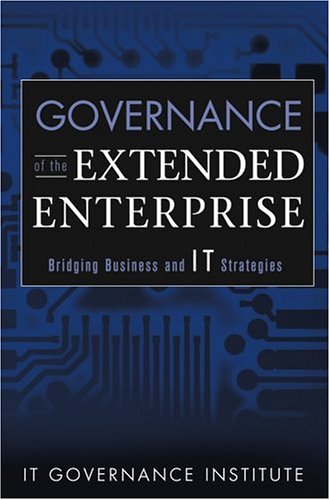 GOVERNANCE
of the EXTENDED
ENTERPRISE
Bridging Business and IT Strategies
IT GOVERNANCE INSTITUTE